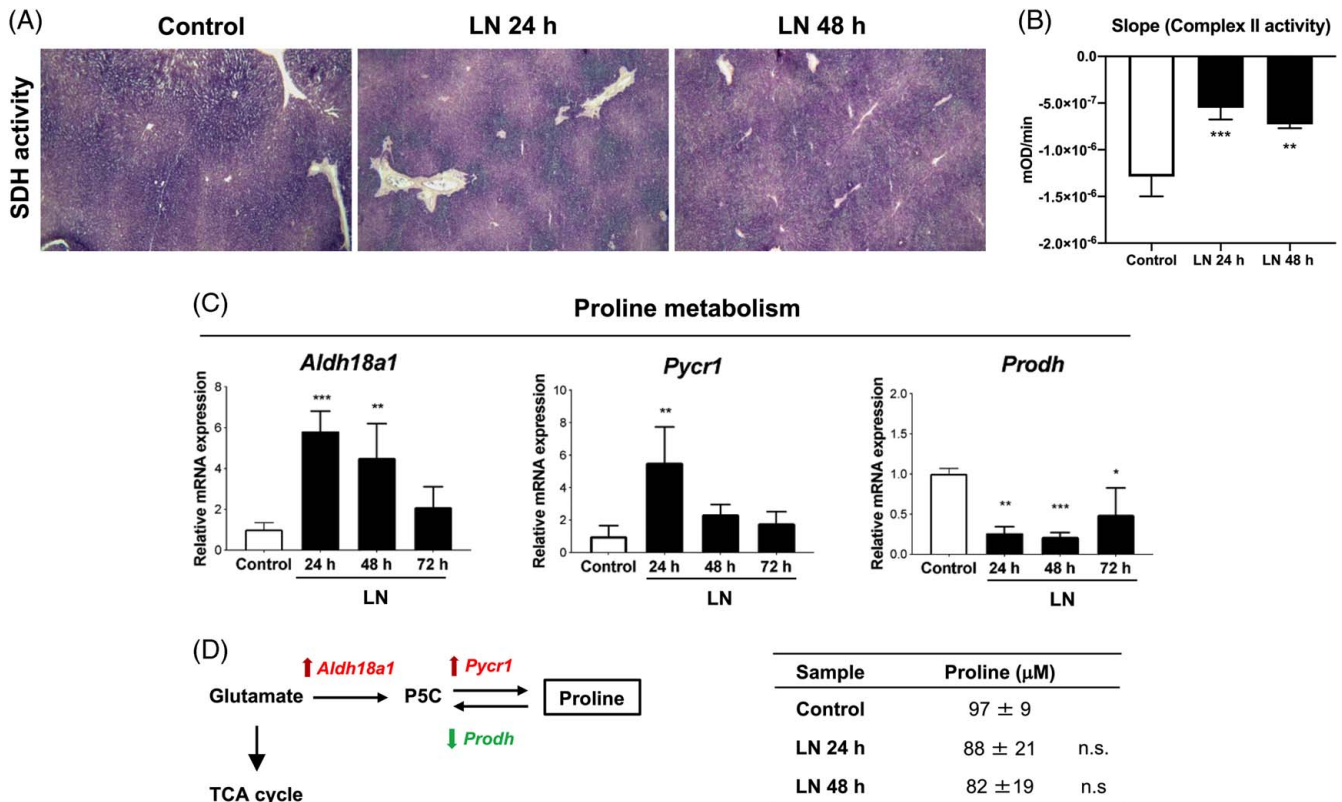 (A)
Control
LN 24 h
LN 48 h
SDH activity
(B)
Slope (Complex II activity)
mOD/min
0.0
-5.0×10⁻⁷
-1.0×10⁻⁶
-1.5×10⁻⁶
-2.0×10⁻⁶
***
**
Control LN 24 h LN 48 h
(C)
Proline metabolism
Aldh18a1
Relative mRNA expression
8
6
4
2
0
***
**
Control 24 h 48 h 72 h
LN
Pycr1
Relative mRNA expression
10
8
6
4
2
0
**
Control 24 h 48 h 72 h
LN
Prodh
Relative mRNA expression
2.0
1.5
1.0
0.5
0.0
**
***
*
Control 24 h 48 h 72 h
LN
(D)
Aldh18a1
Pycr1
Glutamate
P5C
Proline
Prodh
TCA cycle
Sample Proline (μM)
Control 97 ± 9
LN 24 h 88 ± 21 n.s.
LN 48 h 82 ±19 n.s